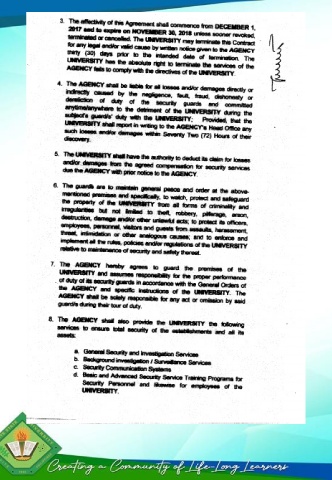 3. The effectivity of this Agreement shall commence from DECEMBER 1,
2017 and to expire on NOVEMBER 30, 2018 unless sooner revoked,
terminated or cancelled. The UNIVERSITY may terminate this Contract
for any legal and/or valid cause by written notice given to the AGENCY
thirty (30) days prior to the intended date of termination. The
UNIVERSITY has the absolute right to terminate the services of the
AGENCY fails to comply with the directives of the UNIVERSITY.
4. The AGENCY shall be liable for all losses and/or damages directly or
indirectly caused by the negligence, fault, fraud, dishonesty or
dereliction of duty of the security guards and committed
anytime/anywhere to the detriment of the UNIVERSITY during the
subject's guard/s' duty with the UNIVERSITY; Provided, that the
UNIVERSITY shall report in writing to the AGENCY's Head Office any
such losses and/or damages within Seventy Two (72) Hours of their
discovery.
5. The UNIVERSITY shall have the authority to deduct its claim for losses
and/or damages from the agreed compensation for security services
due the AGENCY with prior notice to the AGENCY.
6. The guards are to maintain general peace and order at the above-
mentioned premises and specifically, to watch, protect and safeguard
the property of the UNIVERSITY from all forms of criminality and
irregularities but not limited to theft, robbery, pilferage, arson,
destruction, damage and/or other unlawful acts; to protect its officers,
employees, personnel, visitors and guests from assaults, harassment,
threat, intimidation or other analogous causes; and to enforce and
implement all the rules, policies and/or regulations of the UNIVERSITY
relative to maintenance of security and safety thereat.
7. The AGENCY hereby agrees to guard the premises of the
UNIVERSITY and assumes responsibility for the proper performance
of duty of its security guards in accordance with the General Orders of
the AGENCY and specific instructions of the UNIVERSITY. The
AGENCY shall be solely responsible for any act or omission by said
guard/s during their tour of duty.
8. The AGENCY shall also provide the UNIVERSITY the following
services to ensure total security of the establishments and all its
assets:
a. General Security and Investigation Services
b. Background investigation / Surveillance Services
c. Security Communication Systems
d. Basic and Advanced Security Service Training Programs for
Security Personnel and likewise for employees of the
UNIVERSITY.
Creating a Community of Life-Long Learners